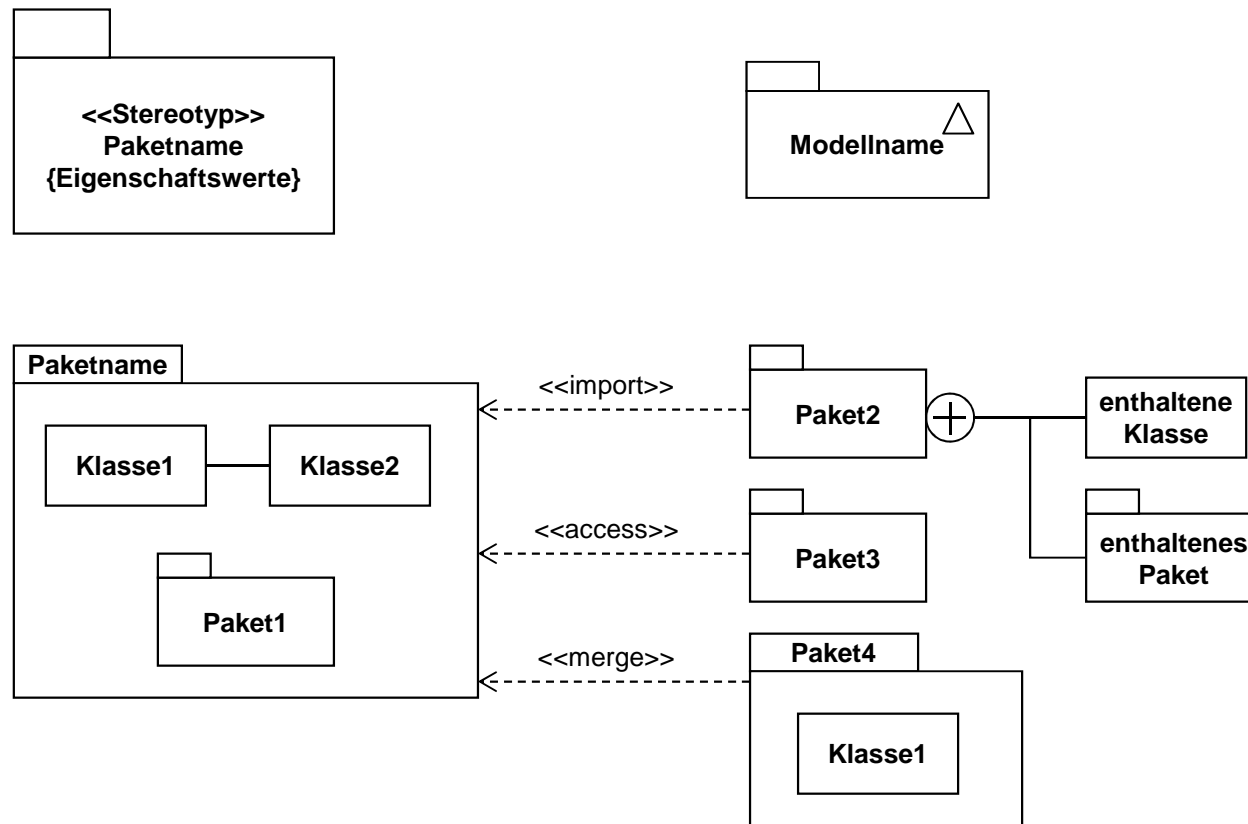 <<Stereotyp>>
Paketname
{Eigenschaftswerte}
Modellname
Paketname
Klasse1
Klasse2
Paket1
<<import>>
<<access>>
<<merge>>
Paket2
enthaltene
Klasse
Paket3
enthaltenes
Paket
Paket4
Klasse1